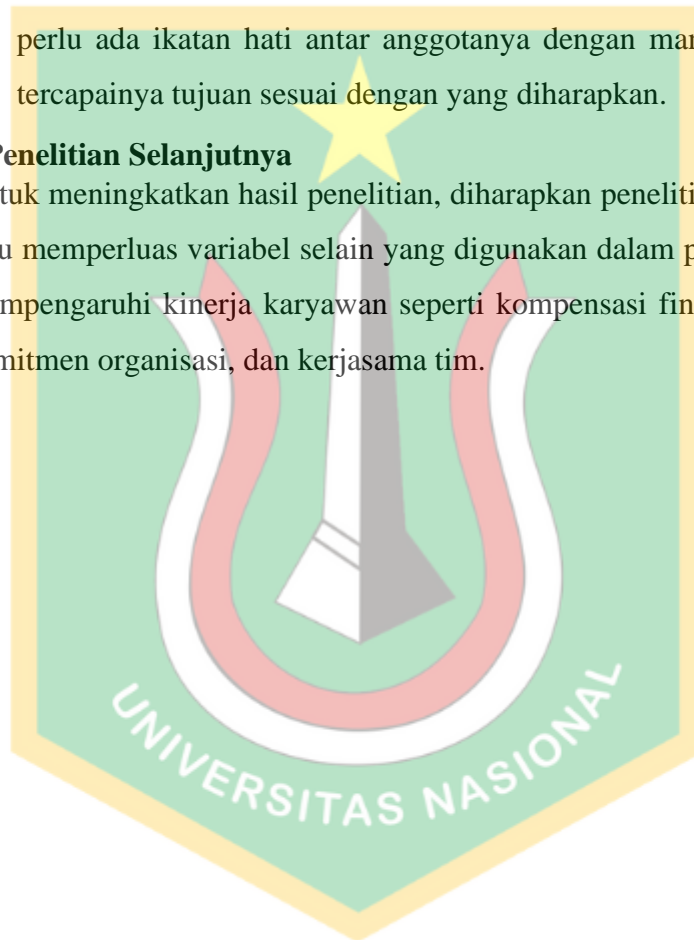 perlu ada ikatan hati antar anggotanya dengan
tercapainya tujuan sesuai dengan yang diharapkan.
Penelitian Selanjutnya
tuk meningkatkan hasil penelitian, diharapkan peneliti
u memperluas variabel selain yang digunakan dalam p
mpengaruhi kinerja karyawan seperti kompensasi fin
mitmen organisasi, dan kerjasama tim.
UNIVERSITAS NASIONAL